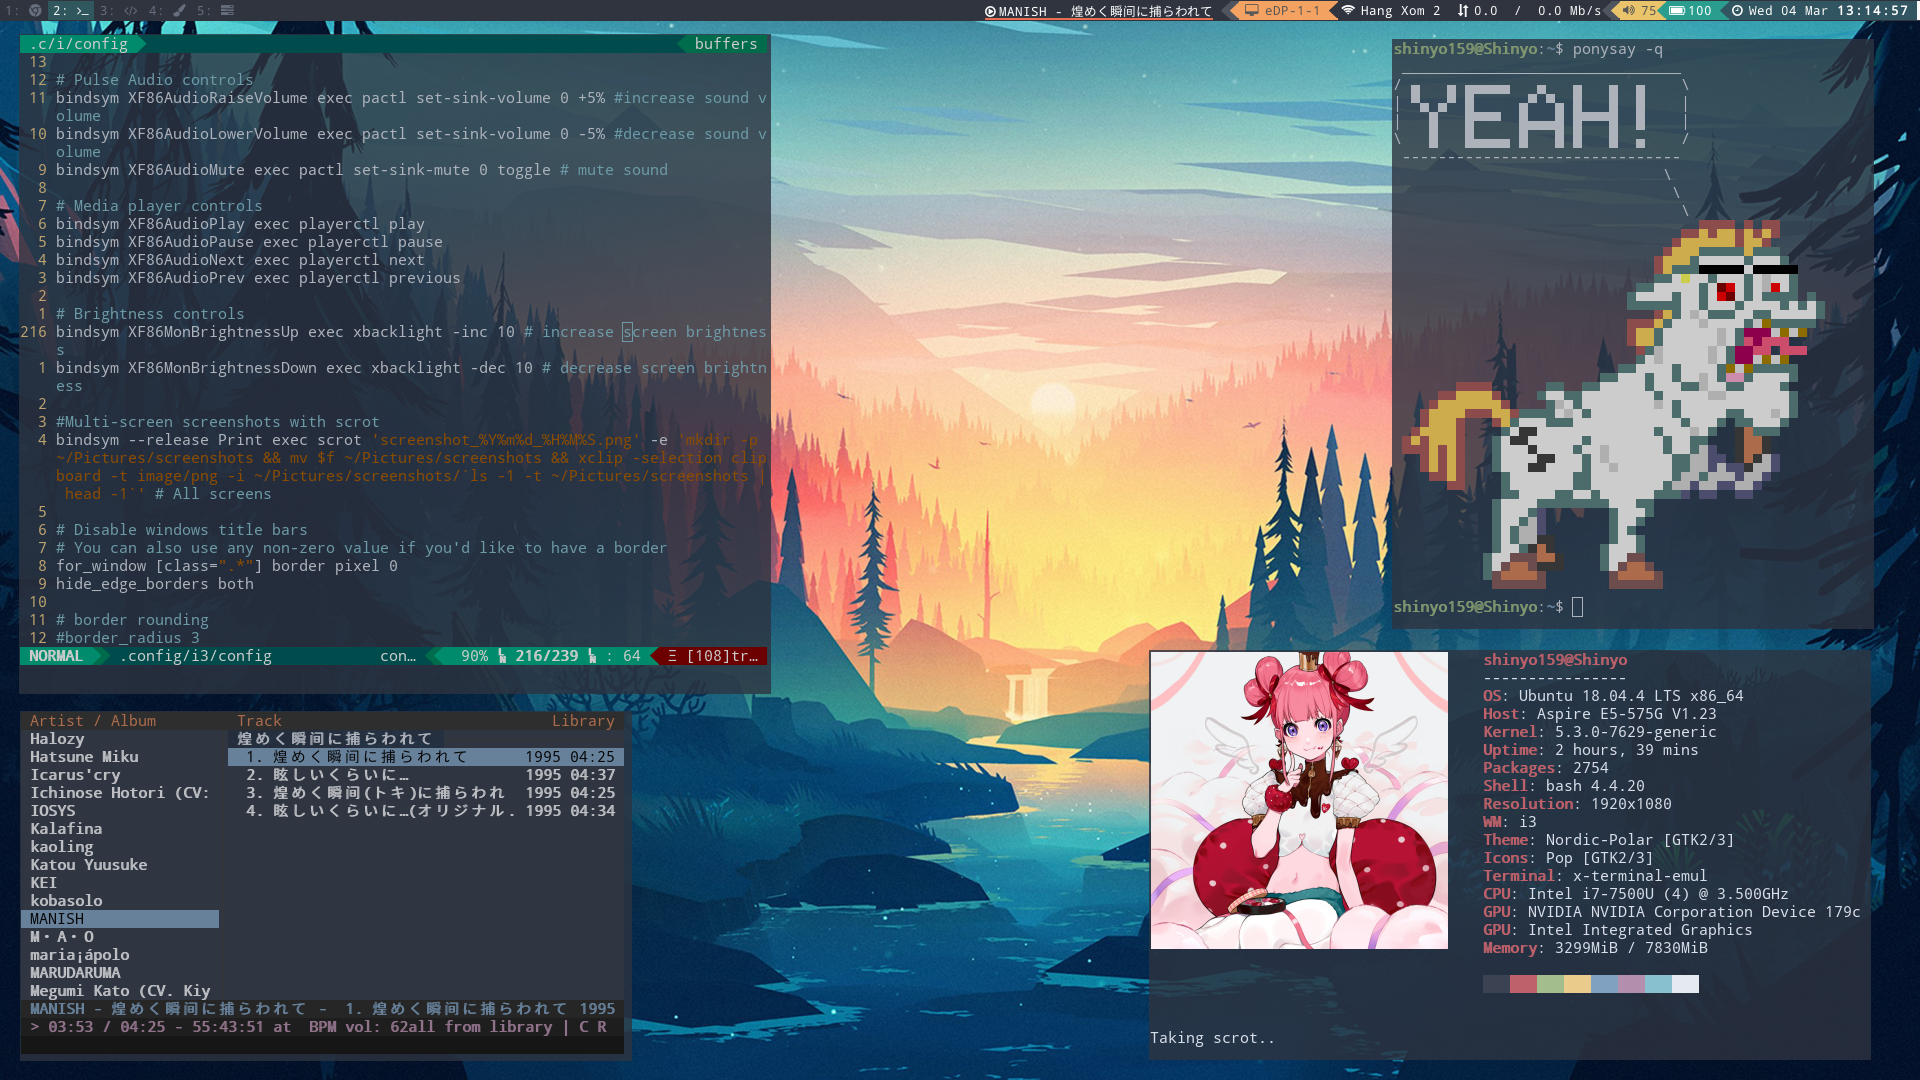 1: 2: >_ 3: </> 4: 5:
MANISH - 煌めく瞬间に捕らわれて
eDP-1-1 Hang Xom 2 0.0 / 0.0 Mb/s 75 100 Wed 04 Mar 13:14:57
.c/i/config buffers
13
12 # Pulse Audio controls
11 bindsym XF86AudioRaiseVolume exec pactl set-sink-volume 0 +5% #increase sound v
olume
10 bindsym XF86AudioLowerVolume exec pactl set-sink-volume 0 -5% #decrease sound v
olume
9 bindsym XF86AudioMute exec pactl set-sink-mute 0 toggle # mute sound
8
7 # Media player controls
6 bindsym XF86AudioPlay exec playerctl play
5 bindsym XF86AudioPause exec playerctl pause
4 bindsym XF86AudioNext exec playerctl next
3 bindsym XF86AudioPrev exec playerctl previous
2
1 # Brightness controls
216 bindsym XF86MonBrightnessUp exec xbacklight -inc 10 # increase screen brightnes
s
1 bindsym XF86MonBrightnessDown exec xbacklight -dec 10 # decrease screen brightn
ess
2
3 #Multi-screen screenshots with scrot
4 bindsym --release Print exec scrot 'screenshot_%Y%m%d_%H%M%S.png' -e 'mkdir -p
~/Pictures/screenshots && mv $f ~/Pictures/screenshots && xclip -selection clip
board -t image/png -i ~/Pictures/screenshots/`ls -1 -t ~/Pictures/screenshots |
head -1`' # All screens
5
6 # Disable windows title bars
7 # You can also use any non-zero value if you'd like to have a border
8 for_window [class=".*"] border pixel 0
9 hide_edge_borders both
10
11 # border rounding
12 #border_radius 3
NORMAL .config/i3/config con… 90% 216/239 : 64 Ξ [108]tr…
shinyo159@Shinyo:~$ ponysay -q
YEAH!
shinyo159@Shinyo:~$
Artist / Album Track Library
Halozy
Hatsune Miku
Icarus'cry
Ichinose Hotori (CV:
IOSYS
Kalafina
kaoling
Katou Yuusuke
KEI
kobasolo
MANISH
M・A・O
maria¡ápolo
MARUDARUMA
Megumi Kato (CV. Kiy
煌めく瞬间に捕らわれて
1. 煌めく瞬间に捕らわれて 1995 04:25
2. 眩しいくらいに… 1995 04:37
3. 煌めく瞬间(トキ)に捕らわれ 1995 04:25
4. 眩しいくらいに…(オリジナル. 1995 04:34
MANISH - 煌めく瞬间に捕らわれて - 1. 煌めく瞬间に捕らわれて 1995
> 03:53 / 04:25 - 55:43:51 at BPM vol: 62all from library | C R
shinyo159@Shinyo
----------------
OS: Ubuntu 18.04.4 LTS x86_64
Host: Aspire E5-575G V1.23
Kernel: 5.3.0-7629-generic
Uptime: 2 hours, 39 mins
Packages: 2754
Shell: bash 4.4.20
Resolution: 1920x1080
WM: i3
Theme: Nordic-Polar [GTK2/3]
Icons: Pop [GTK2/3]
Terminal: x-terminal-emul
CPU: Intel i7-7500U (4) @ 3.500GHz
GPU: NVIDIA NVIDIA Corporation Device 179c
GPU: Intel Integrated Graphics
Memory: 3299MiB / 7830MiB
Taking scrot..